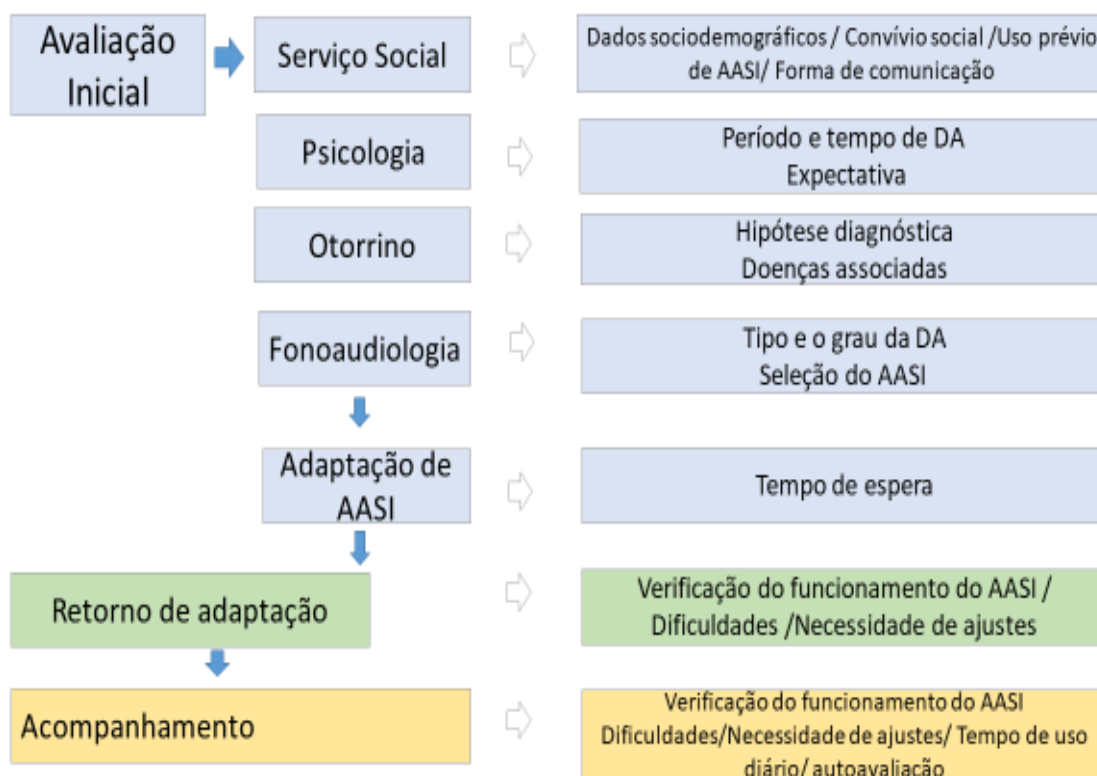 Avaliação
Inicial
Serviço Social
Dados sociodemográficos / Convívio social /Uso prévio
de AASI/ Forma de comunicação
Psicologia
Período e tempo de DA
Expectativa
Otorrino
Hipótese diagnóstica
Doenças associadas
Fonoaudiologia
Tipo e o grau da DA
Seleção do AASI
Adaptação de
AASI
Tempo de espera
Retorno de adaptação
Verificação do funcionamento do AASI /
Dificuldades /Necessidade de ajustes
Acompanhamento
Verificação do funcionamento do AASI
Dificuldades/Necessidade de ajustes/ Tempo de uso
diário/ autoavaliação